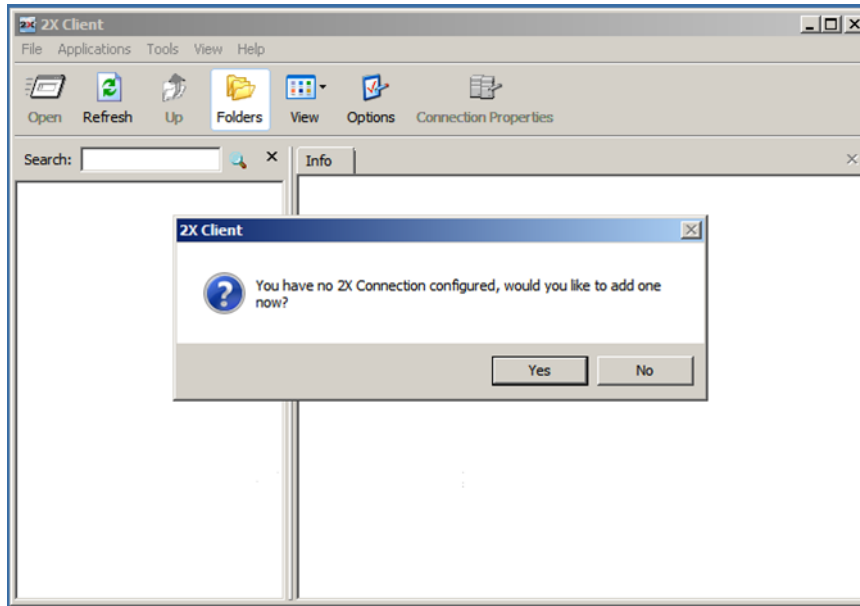 2X Client
File Applications Tools View Help
Open Refresh Up Folders View Options Connection Properties
Search:
Info
2X Client
You have no 2X Connection configured, would you like to add one
now?
Yes No